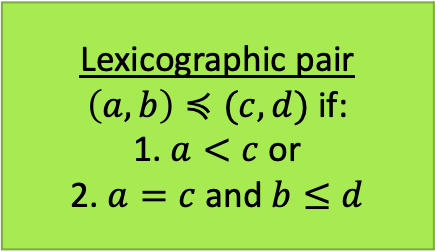 Lexicographic pair
(a, b) ≼ (c, d) if:
1. a < c or
2. a = c and b ≤ d